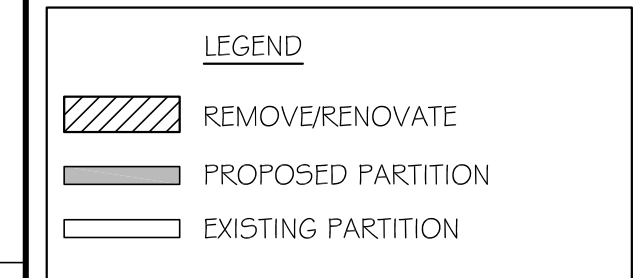 LEGEND
REMOVE/RENOVATE
PROPOSED PARTITION
EXISTING PARTITION